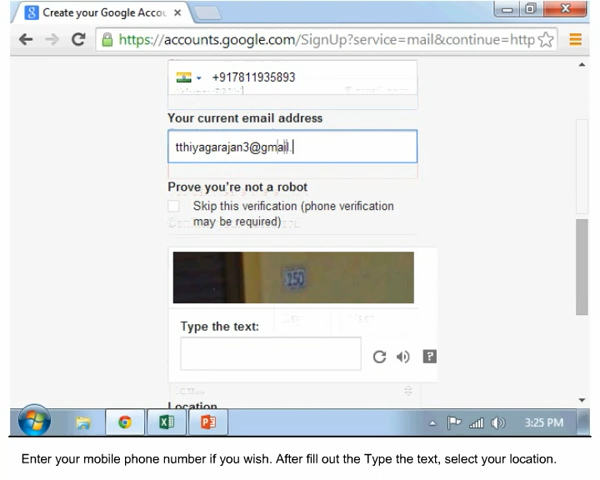 Create your Google Accou
https://accounts.google.com/SignUp?service=mail&continue=http
+917811935893
Your current email address
tthiyagarajan3@gmail.
Prove you're not a robot
Skip this verification (phone verification
may be required)
250
Type the text:
Location
3:25 PM
Enter your mobile phone number if you wish. After fill out the Type the text, select your location.